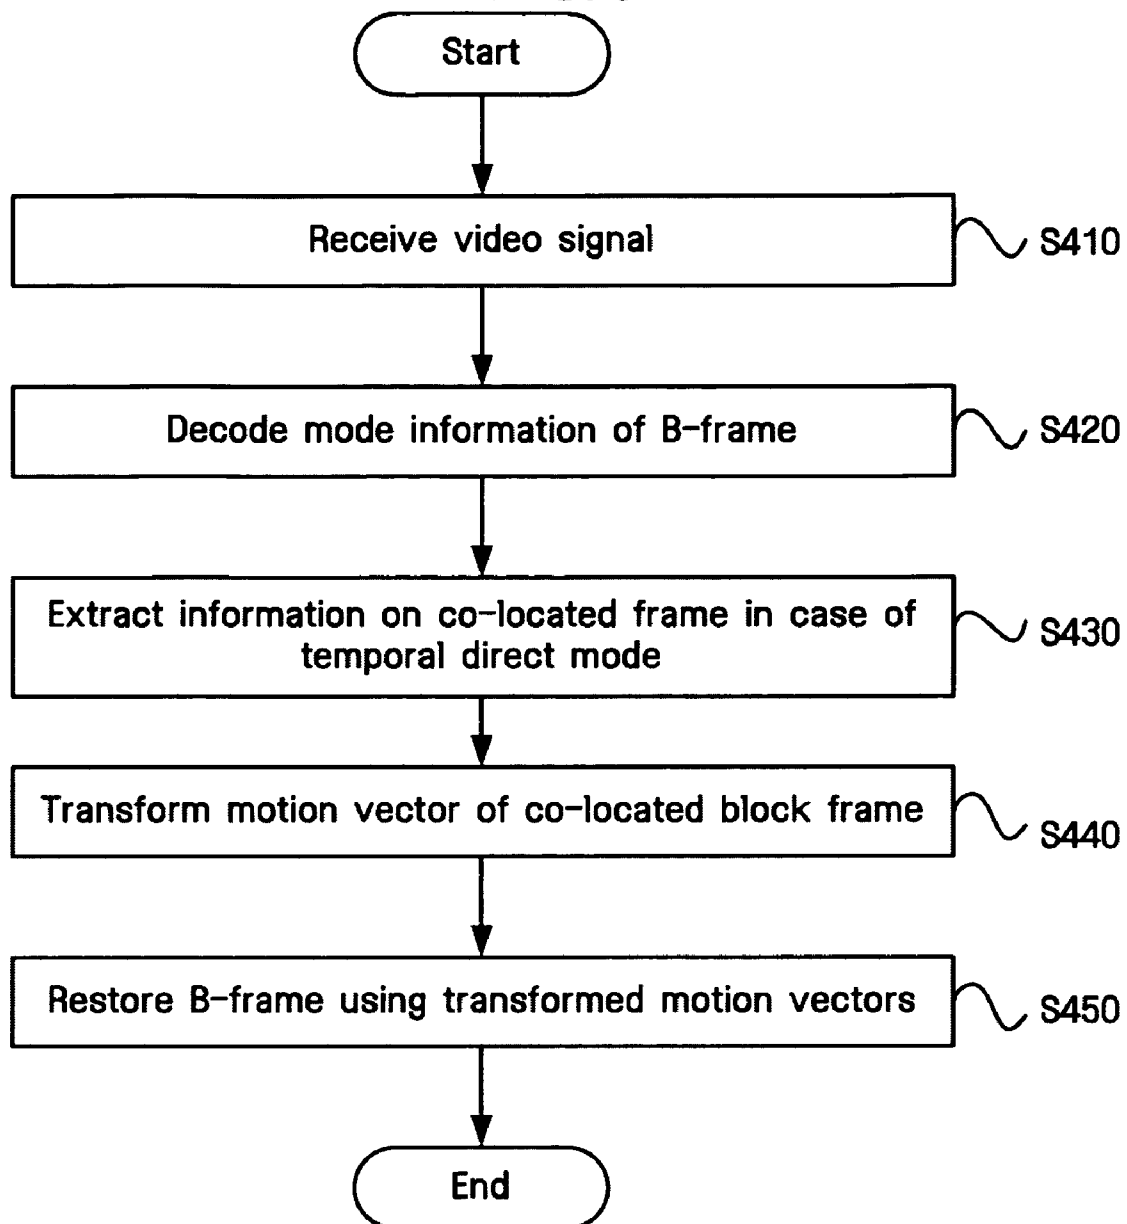 Start
Receive video signal
S410
Decode mode information of B-frame
S420
Extract information on co-located frame in case of
temporal direct mode
S430
Transform motion vector of co-located block frame
S440
Restore B-frame using transformed motion vectors
S450
End